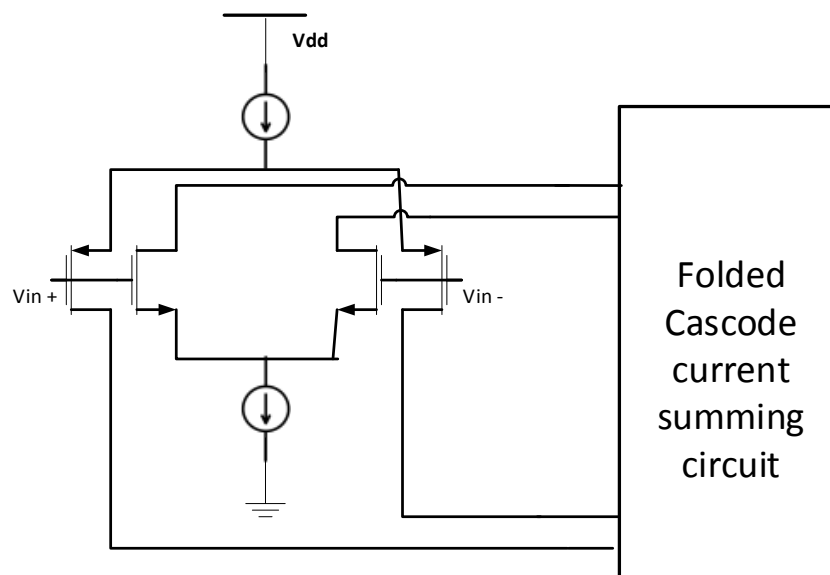 Vdd
Vin +
Vin -
Folded
Cascode
current
summing
circuit